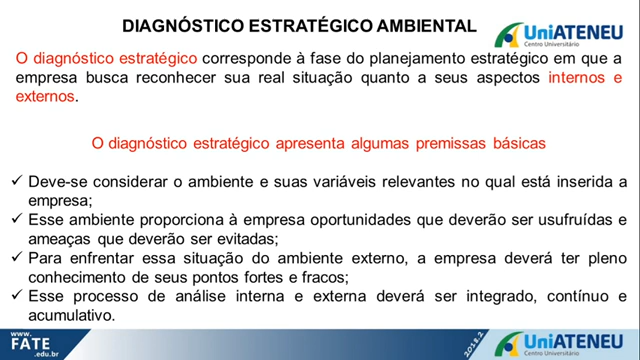 DIAGNÓSTICO ESTRATÉGICO AMBIENTAL
UniATENEU
Centro Universitário
O diagnóstico estratégico corresponde à fase do planejamento estratégico em que a
empresa busca reconhecer sua real situação quanto a seus aspectos internos e
externos.
O diagnóstico estratégico apresenta algumas premissas básicas
✓ Deve-se considerar o ambiente e suas variáveis relevantes no qual está inserida a
empresa;
✓ Esse ambiente proporciona à empresa oportunidades que deverão ser usufruídas e
ameaças que deverão ser evitadas;
✓ Para enfrentar essa situação do ambiente externo, a empresa deverá ter pleno
conhecimento de seus pontos fortes e fracos;
✓ Esse processo de análise interna e externa deverá ser integrado, contínuo e
acumulativo.
www.
FATE
.edu.br
2018.2
UniATENEU
Centro Universitário